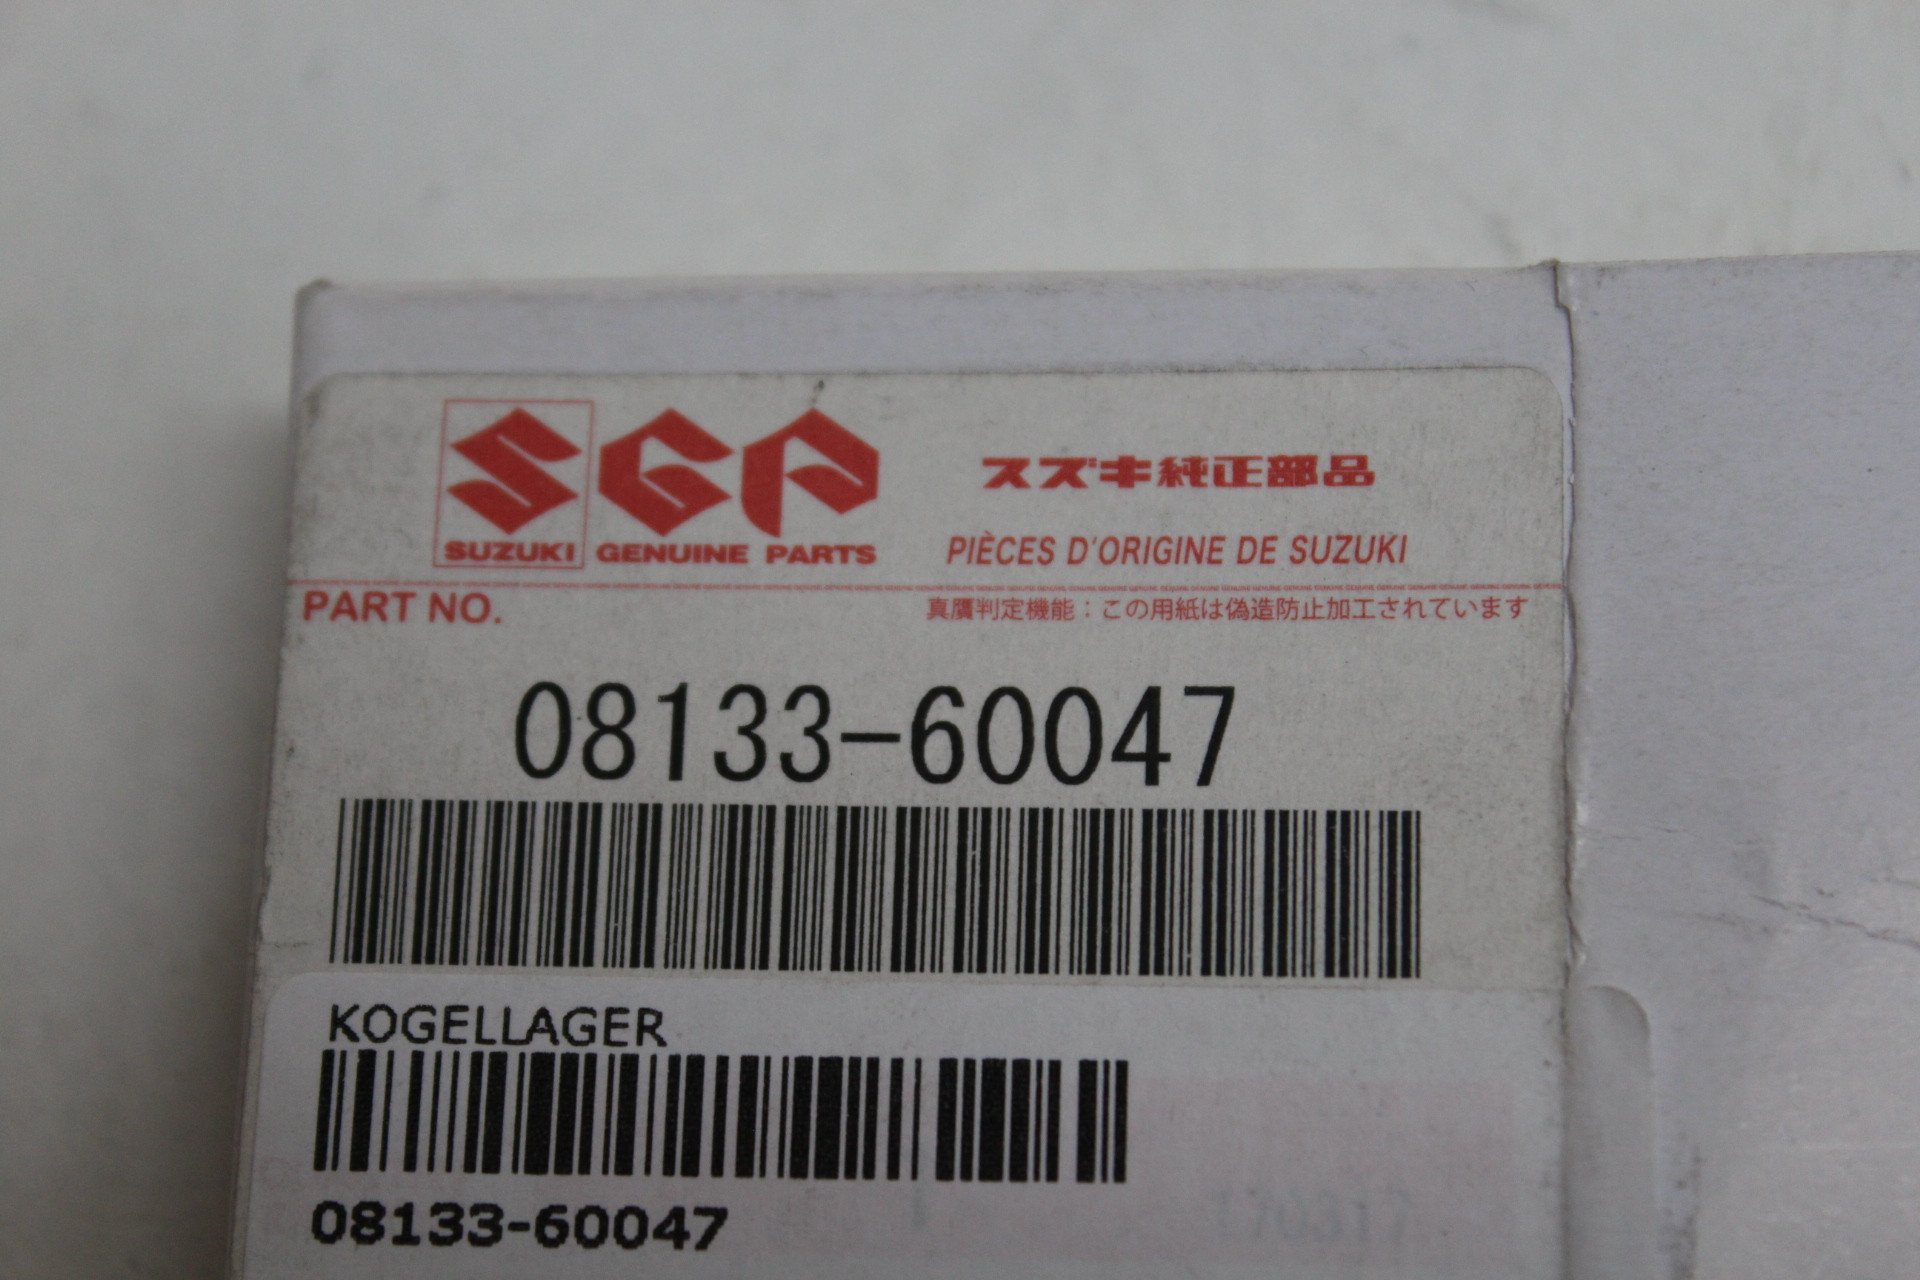 SGP
SUZUKI GENUINE PARTS
スズキ純正部品
PIÈCES D'ORIGINE DE SUZUKI
PART NO.
真贋判定機能：この用紙は偽造防止加工されています
08133-60047
KOGELLAGER
08133-60047